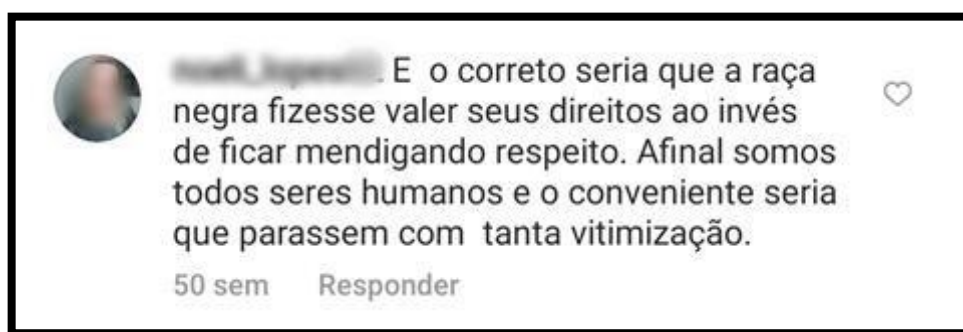 . E o correto seria que a raça
negra fizesse valer seus direitos ao invés
de ficar mendigando respeito. Afinal somos
todos seres humanos e o conveniente seria
que parassem com tanta vitimização.
50 sem Responder